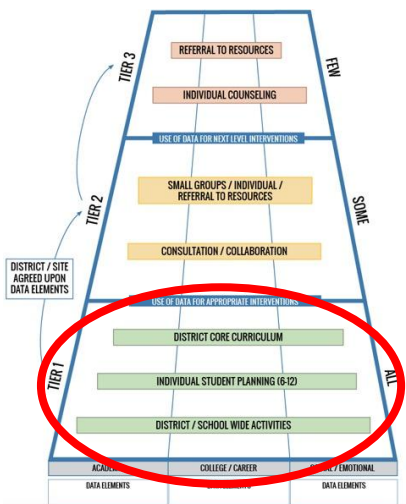 TIER 3
FEW
REFERRAL TO RESOURCES
INDIVIDUAL COUNSELING
USE OF DATA FOR NEXT LEVEL INTERVENTIONS
TIER 2
SOME
SMALL GROUPS / INDIVIDUAL /
REFERRAL TO RESOURCES
CONSULTATION / COLLABORATION
DISTRICT / SITE
AGREED UPON
DATA ELEMENTS
USE OF DATA FOR APPROPRIATE INTERVENTIONS
TIER 1
ALL
DISTRICT CORE CURRICULUM
INDIVIDUAL STUDENT PLANNING (6-12)
DISTRICT / SCHOOL WIDE ACTIVITIES
COLLEGE / CAREER
/ EMOTIONAL
DATA ELEMENTS
DATA ELEMENTS